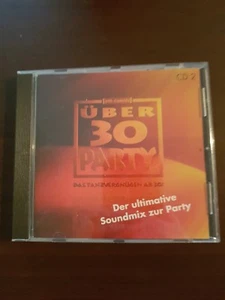 CD 2
ÜBER
30
PARTY
Der ultimative
Soundmix zur Party